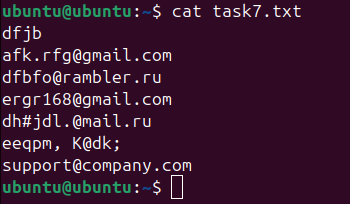 ubuntu@ubuntu:~$ cat task7.txt
dfjb
afk.rfg@gmail.com
dfbfo@rambler.ru
ergr168@gmail.com
dh#jdl.@mail.ru
eeqpm, K@dk;
support@company.com
ubuntu@ubuntu:~$